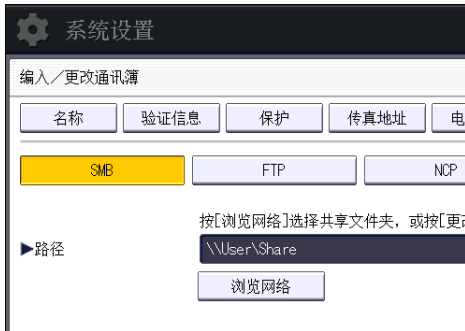 系统设置
编入／更改通讯簿
名称 验证信息 保护 传真地址 电
SMB FTP NCP
按[浏览网络]选择共享文件夹，或按[更改
▶路径 \\User\Share
浏览网络